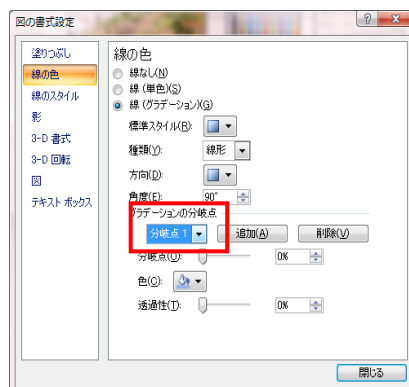 図の書式設定
塗りつぶし
線の色
線のスタイル
影
3-D 書式
3-D 回転
図
テキスト ボックス
線の色
線なし(N)
線 (単色)(S)
線 (グラデーション)(G)
標準スタイル(R):
種類(Y): 線形
方向(D):
角度(E): 90°
グラデーションの分岐点
分岐点 1 追加(A) 削除(V)
分岐点(O): 0%
色(C):
透過性(T): 0%
閉じる